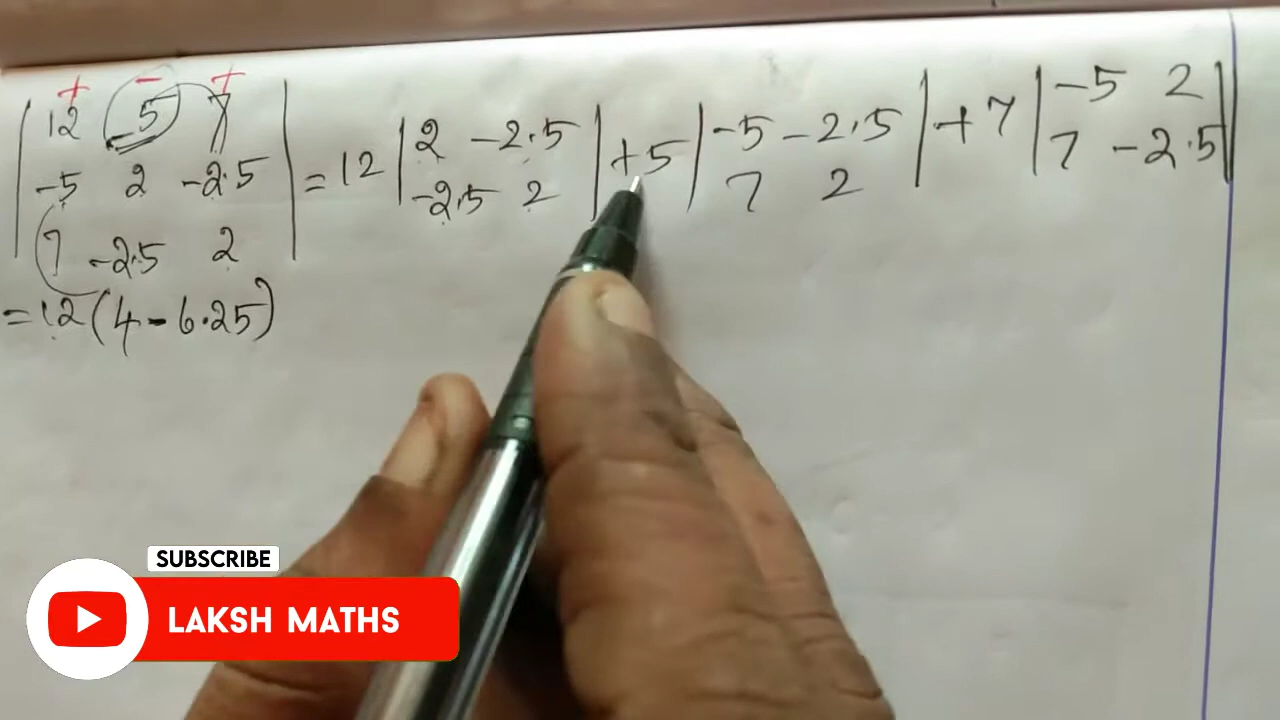 + - +
| 12 -5 7 |
| -5 2 -2.5 |
| 7 -2.5 2 |
= 12 | 2 -2.5 | +5 | -5 -2.5 | +7 | -5 2 |
| -2.5 2 | | 7 2 | | 7 -2.5 |
= 12 (4 - 6.25)
SUBSCRIBE
LAKSH MATHS